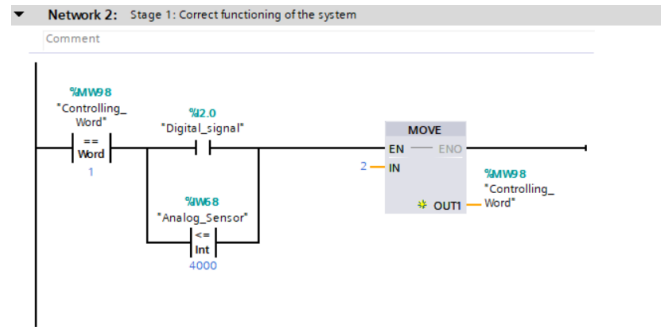 Network 2: Stage 1: Correct functioning of the system
Comment
%MW98
"Controlling_
Word"
==
Word
1
%I2.0
"Digital_signal"
%IW68
"Analog_Sensor"
<=
Int
4000
MOVE
EN
ENO
2
IN
OUT1
%MW98
"Controlling_
Word"